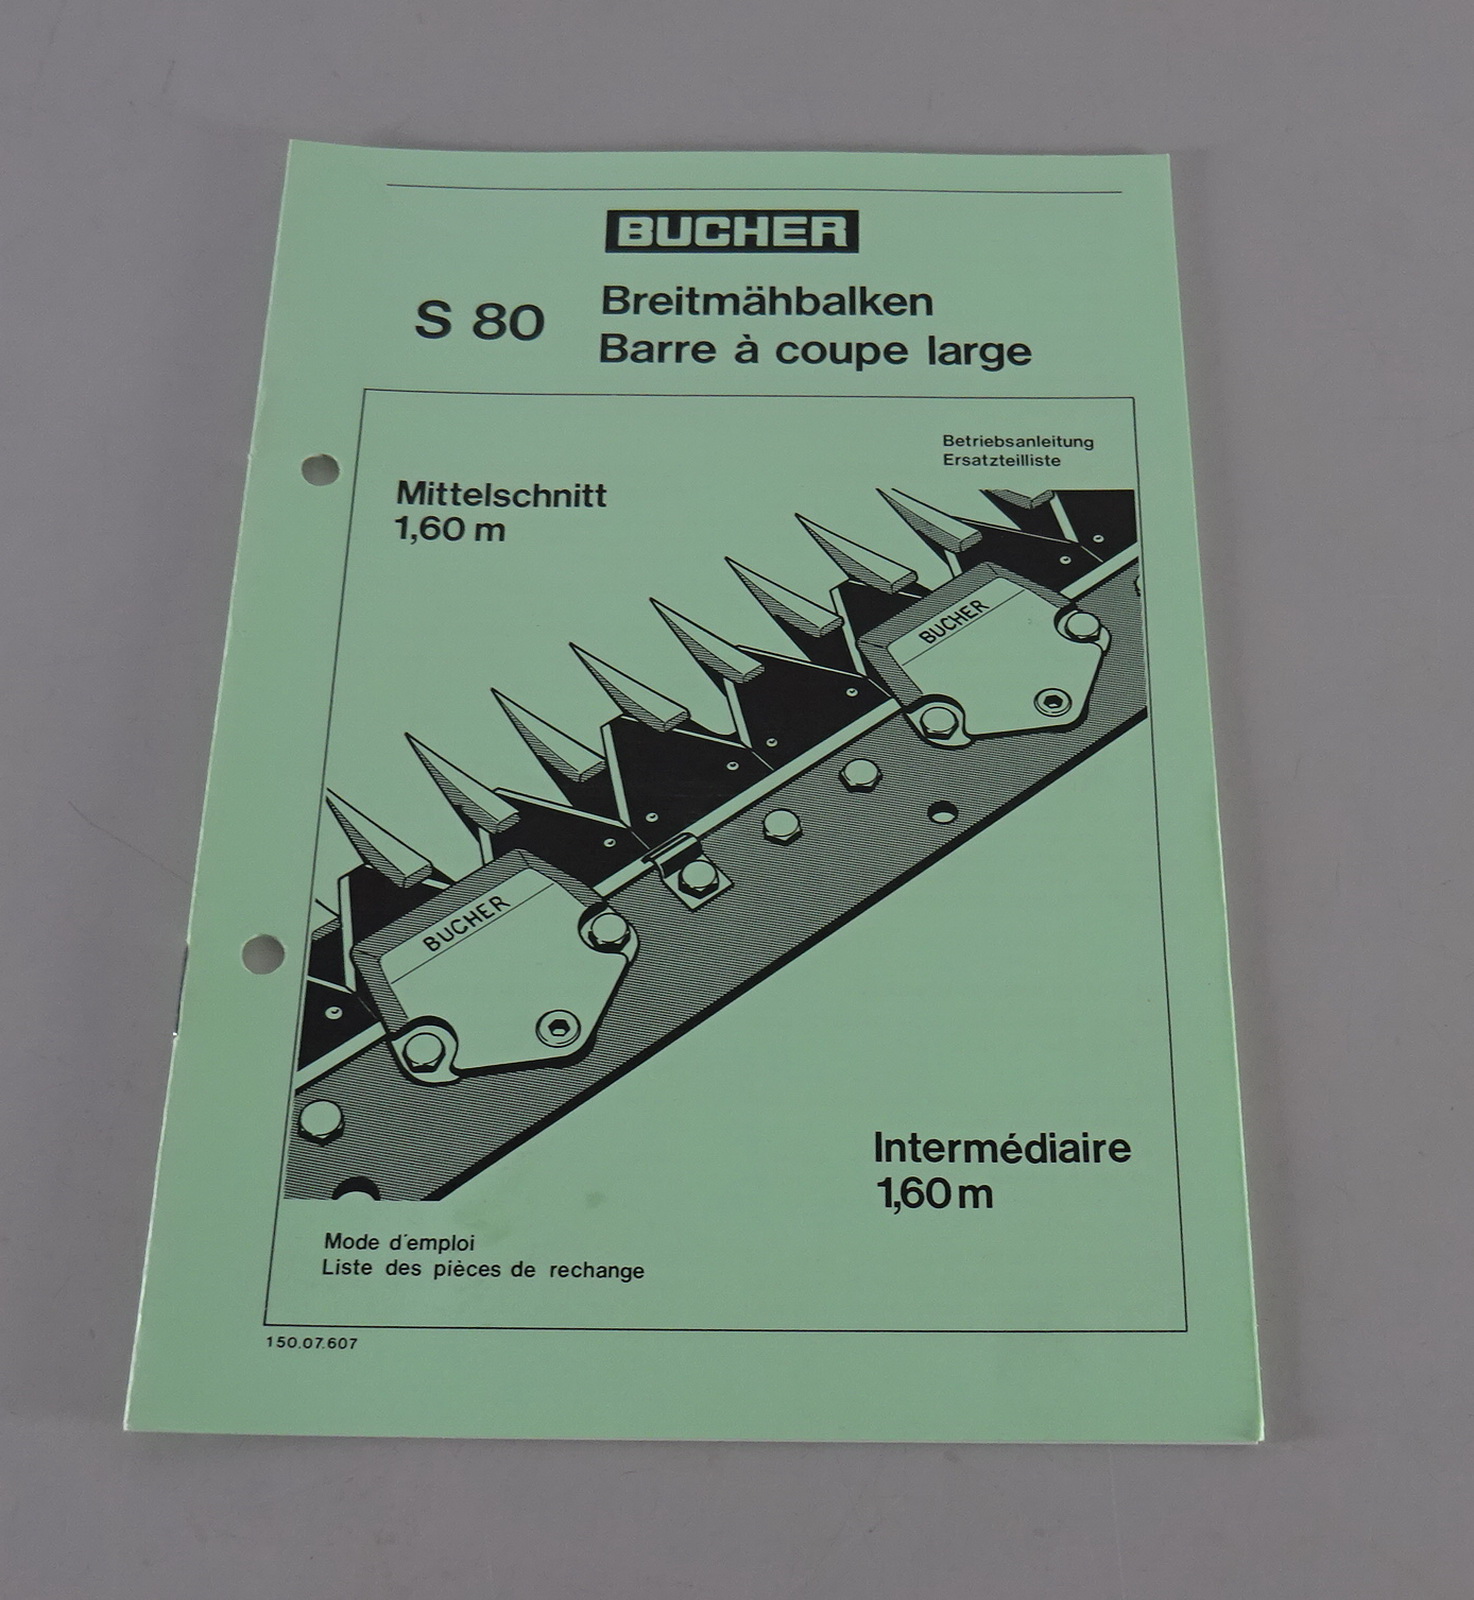 BUCHER
S 80
Breitmähbalken
Barre à coupe large
Betriebsanleitung
Ersatzteilliste
Mittelschnitt
1,60 m
BUCHER
BUCHER
Intermédiaire
1,60 m
Mode d'emploi
Liste des pièces de rechange
150.07.607